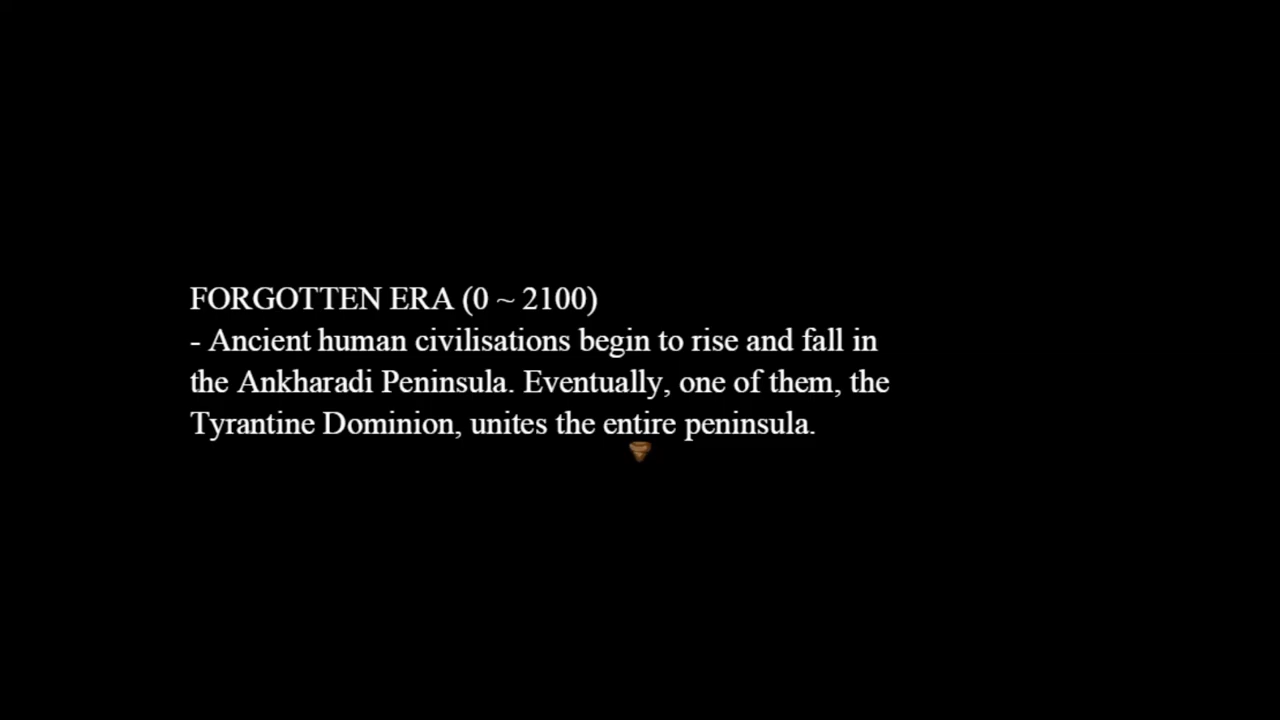 FORGOTTEN ERA (0 ~ 2100)
- Ancient human civilisations begin to rise and fall in
the Ankharadi Peninsula. Eventually, one of them, the
Tyrantine Dominion, unites the entire peninsula.